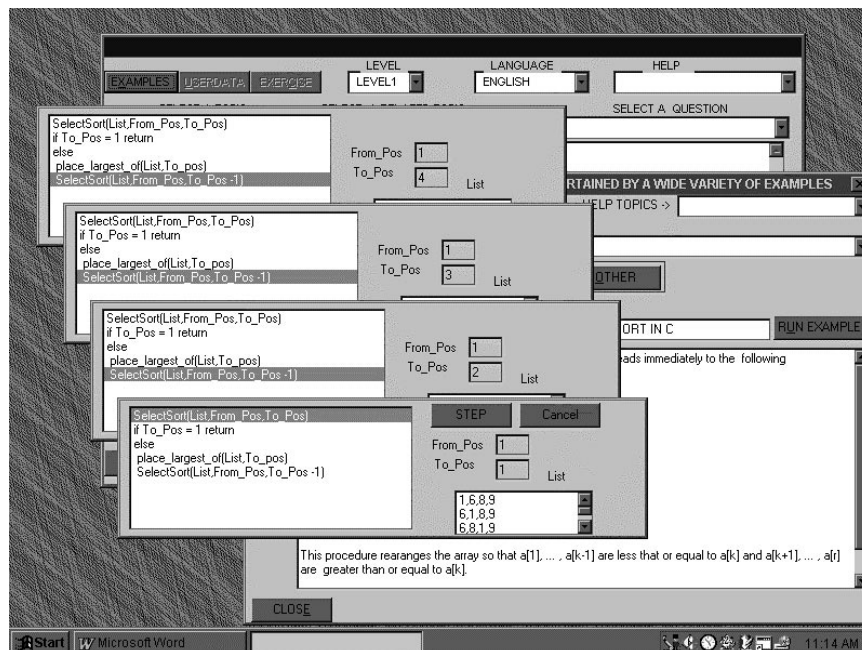 LEVEL LANGUAGE HELP
EXAMPLES USERDATA EXERCISE LEVEL1 ENGLISH
SELECT A QUESTION
SelectSort(List,From_Pos,To_Pos)
if To_Pos = 1 return
else
place_largest_of(List,To_pos)
SelectSort(List,From_Pos,To_Pos -1)
From_Pos 1
To_Pos 4
List
RTAINED BY A WIDE VARIETY OF EXAMPLES
HELP TOPICS ->
SelectSort(List,From_Pos,To_Pos)
if To_Pos = 1 return
else
place_largest_of(List,To_pos)
SelectSort(List,From_Pos,To_Pos -1)
From_Pos 1
To_Pos 3
List
OTHER
SelectSort(List,From_Pos,To_Pos)
if To_Pos = 1 return
else
place_largest_of(List,To_pos)
SelectSort(List,From_Pos,To_Pos -1)
From_Pos 1
To_Pos 2
List
ORT IN C RUN EXAMPLE
eads immediately to the following
SelectSort(List,From_Pos,To_Pos)
if To_Pos = 1 return
else
place_largest_of(List,To_pos)
SelectSort(List,From_Pos,To_Pos -1)
STEP Cancel
From_Pos 1
To_Pos 1
List
1,6,8,9
6,1,8,9
6,8,1,9
This procedure rearanges the array so that a[1], ... , a[k-1] are less that or equal to a[k] and a[k+1], ... , a[r]
are greater than or equal to a[k].
CLOSE
Start Microsoft Word 11:14 AM